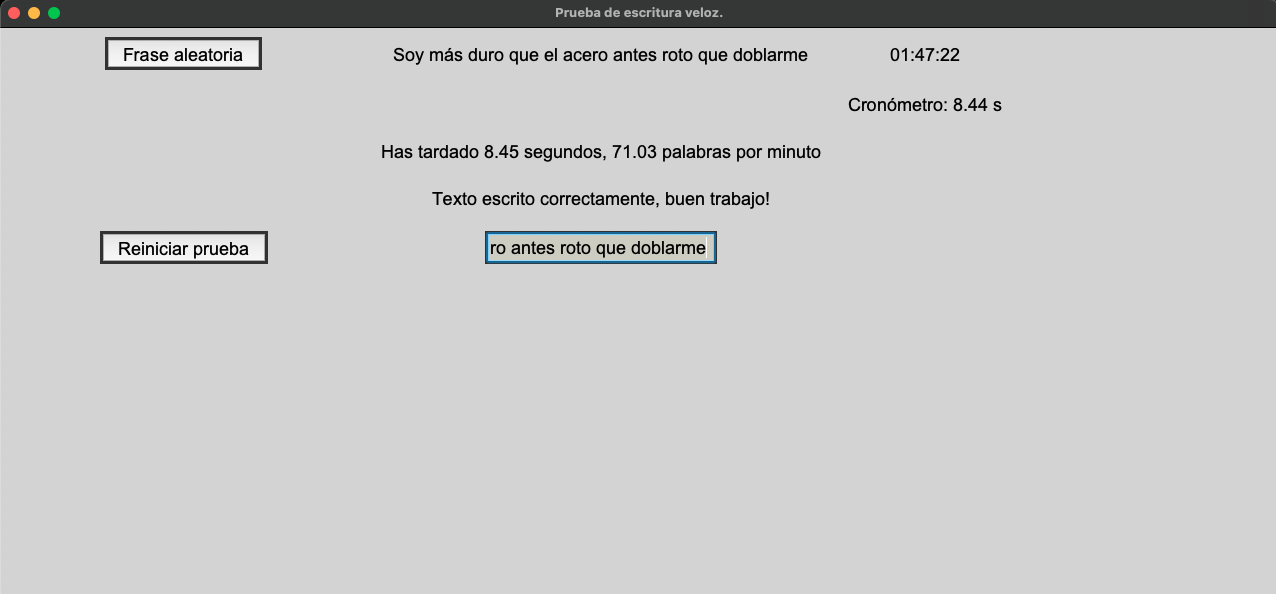 Prueba de escritura veloz.
Frase aleatoria
Soy más duro que el acero antes roto que doblarme
01:47:22
Cronómetro: 8.44 s
Has tardado 8.45 segundos, 71.03 palabras por minuto
Texto escrito correctamente, buen trabajo!
Reiniciar prueba
ro antes roto que doblarme